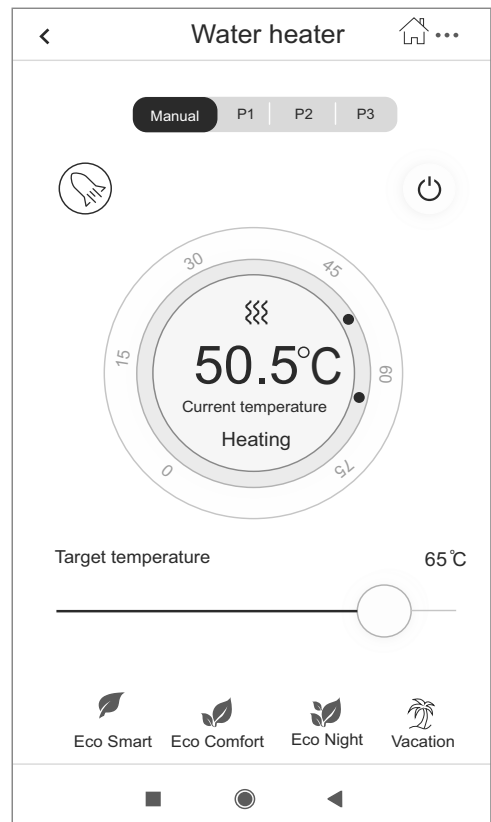 Water heater
Manual P1 P2 P3
30 45
15 60
0 75
50.5°C
Current temperature
Heating
Target temperature 65°C
Eco Smart Eco Comfort Eco Night Vacation